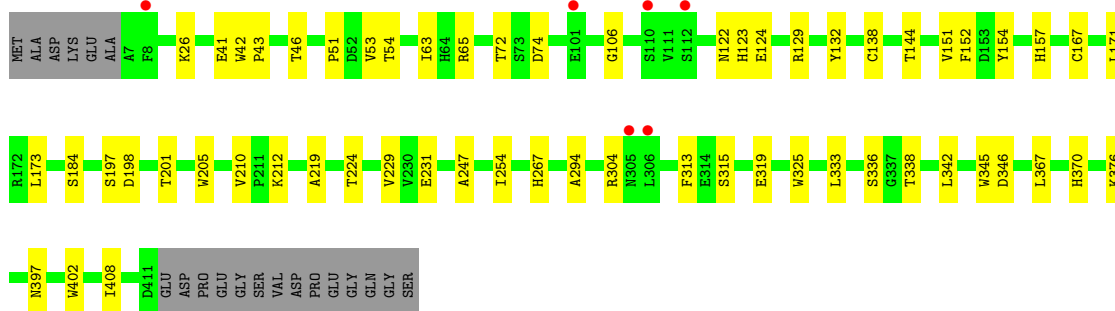 MET ALA ASP LYS GLU ALA A7 F8 K26 E41 W42 P43 T46 P51 D52 V53 T54 I63 H64 R65 T72 S73 D74 E101 G106 S110 V111 S112 N122 H123 E124 R129 Y132 C138 T144 V151 F152 D153 Y154 H157 C167 L171
R172 L173 S184 S197 D198 T201 W205 V210 P211 K212 A219 T224 V229 V230 E231 A247 I254 H267 A294 R304 N305 L306 F313 E314 S315 E319 W325 L333 S336 G337 T338 L342 W345 D346 L367 H370 K376
N397 W402 I408 D411 GLU ASP PRO GLU GLU GLY SER VAL ASP PRO GLU GLY GLN GLY SER